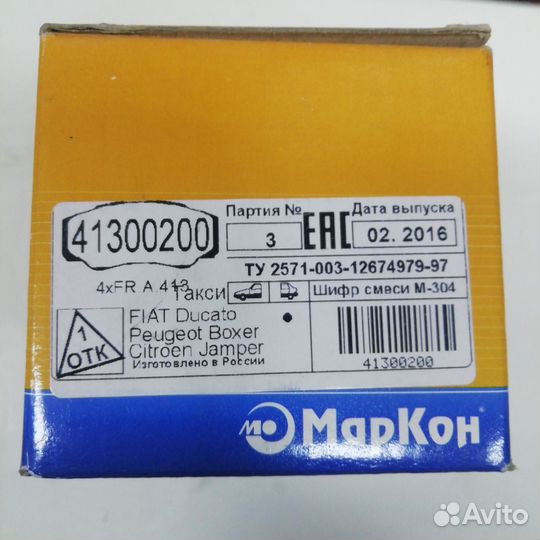 41300200
Партия №
3
EAC
Дата выпуска
02. 2016
ТУ 2571-003-12674979-97
4xFR A 413
Такси
Шифр смеси М-304
1
ОТК
FIAT Ducato
Peugeot Boxer
Citroen Jamper
Изготовлено в России
41300200
МО
МарКон®
Avito